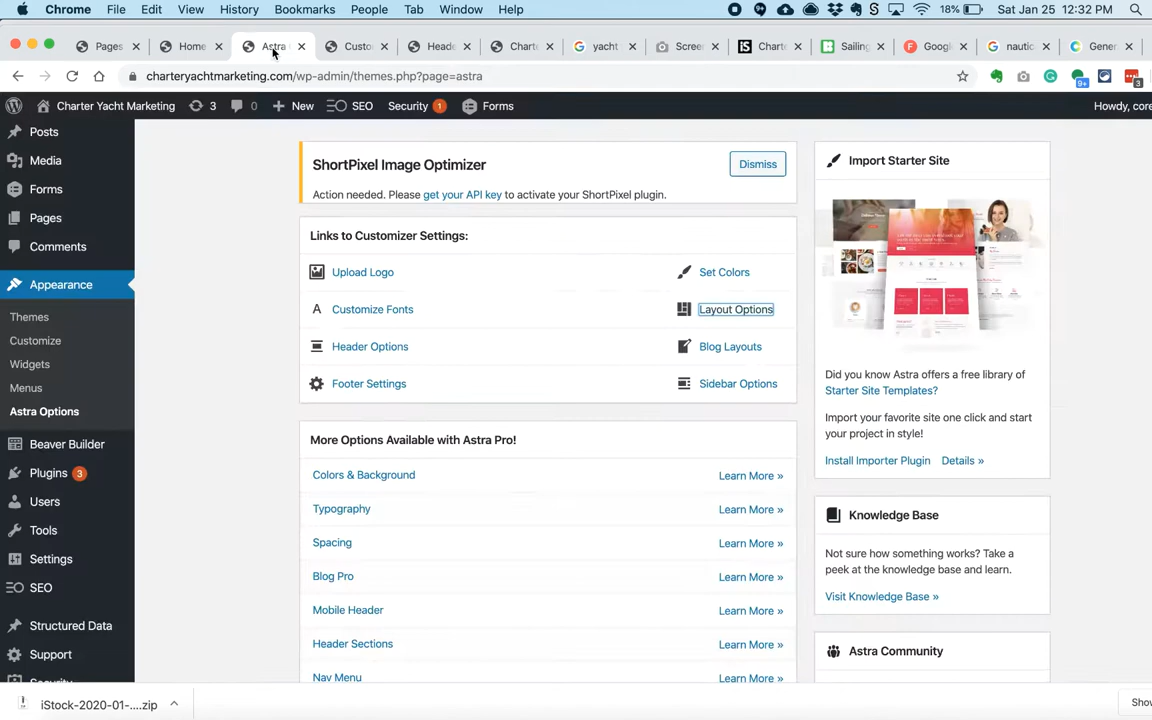 Chrome File Edit View History Bookmarks People Tab Window Help 18% Sat Jan 25 12:32 PM
Pages Home Astra Custo Heade Charte yacht Screen Charte Sailing Google nautic Gener
charteryachtmarketing.com/wp-admin/themes.php?page=astra 9+ 3
Charter Yacht Marketing 3 0 New SEO Security 1 Forms Howdy, core
Posts
Media
Forms
Pages
Comments
Appearance
Themes
Customize
Widgets
Menus
Astra Options
Beaver Builder
Plugins 3
Users
Tools
Settings
SEO
Structured Data
Support
ShortPixel Image Optimizer
Dismiss
Action needed. Please get your API key to activate your ShortPixel plugin.
Links to Customizer Settings:
Upload Logo Set Colors
Customize Fonts Layout Options
Header Options Blog Layouts
Footer Settings Sidebar Options
More Options Available with Astra Pro!
Colors & Background Learn More »
Typography Learn More »
Spacing Learn More »
Blog Pro Learn More »
Mobile Header Learn More »
Header Sections Learn More »
Nav Menu Learn More »
Import Starter Site
Did you know Astra offers a free library of
Starter Site Templates?
Import your favorite site one click and start
your project in style!
Install Importer Plugin Details »
Knowledge Base
Not sure how something works? Take a
peek at the knowledge base and learn.
Visit Knowledge Base »
Astra Community
iStock-2020-01-....zip Show